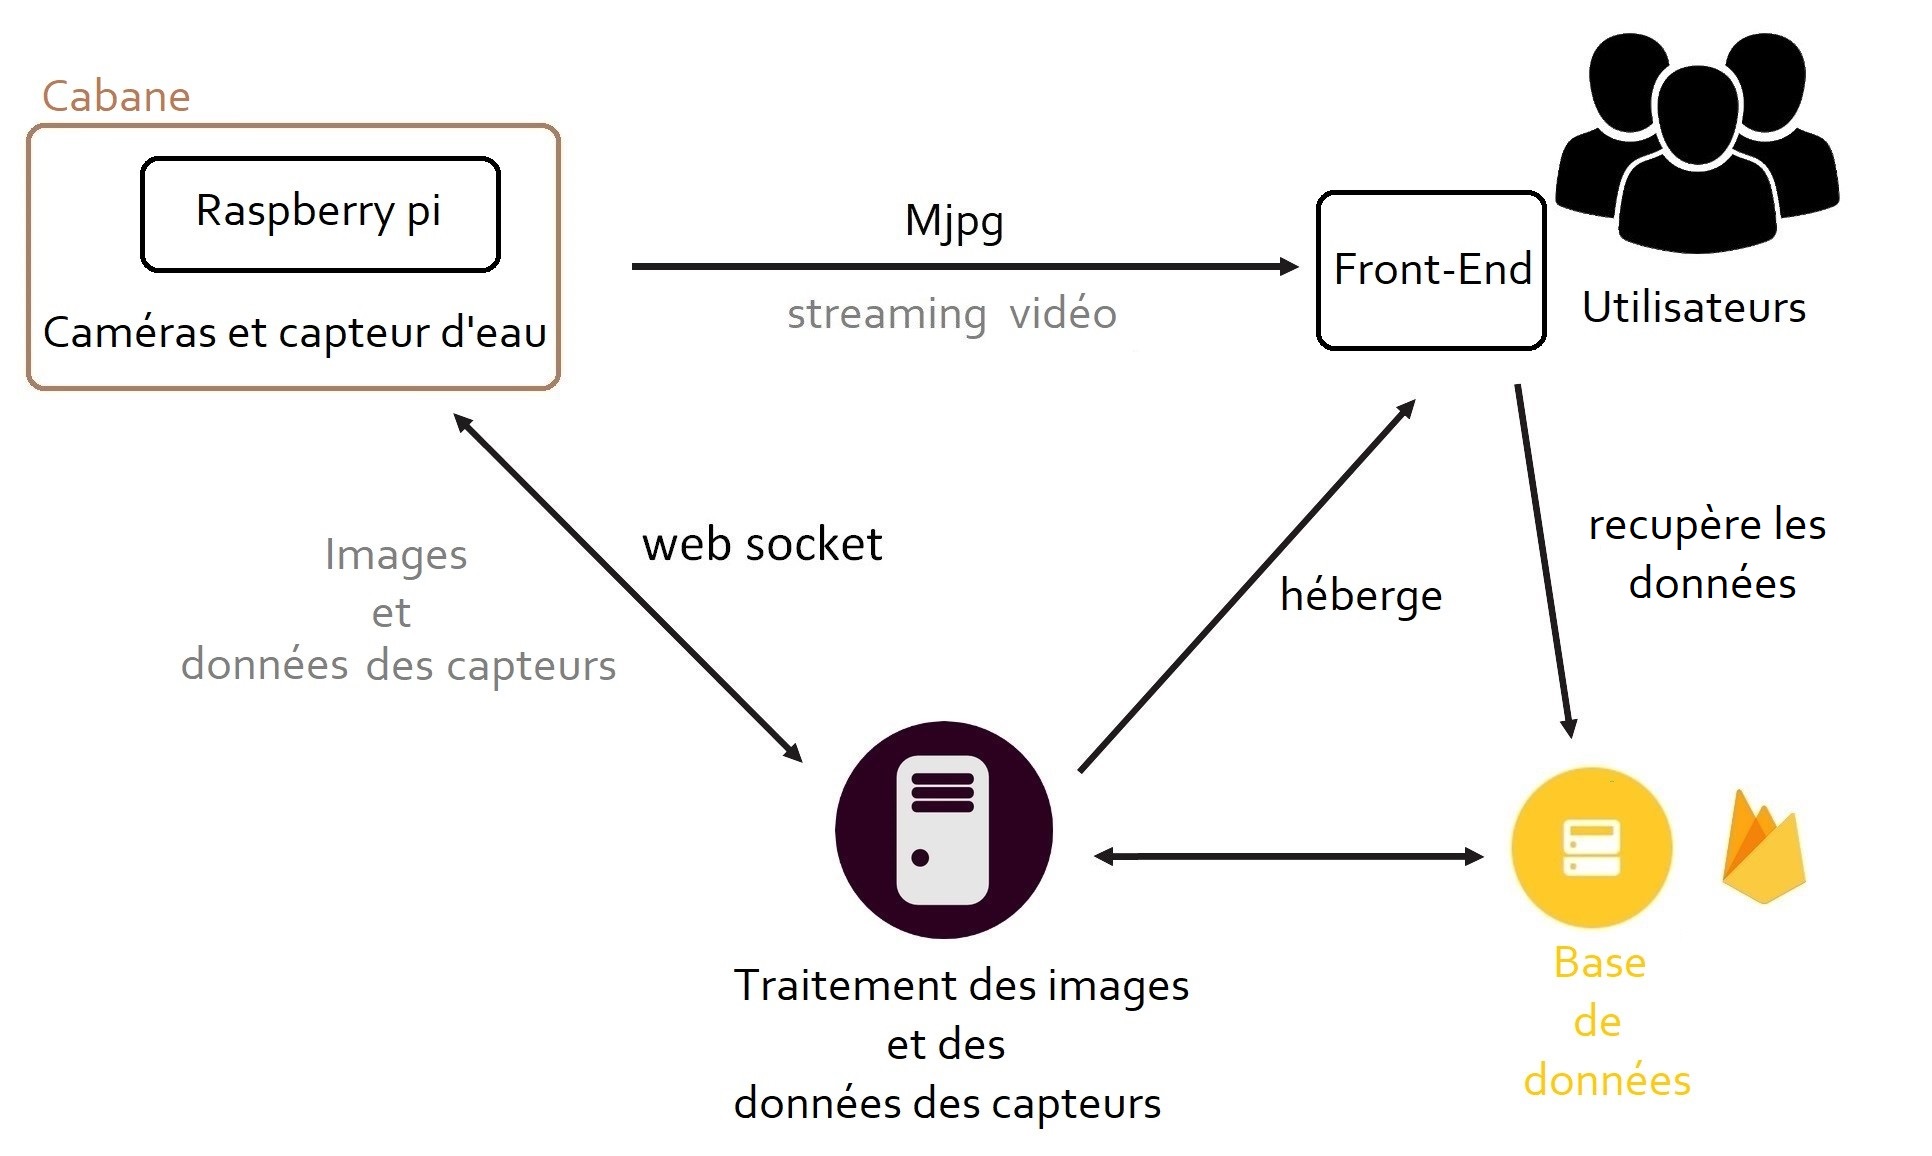 Cabane
Raspberry pi
Caméras et capteur d'eau
Mjpg
streaming vidéo
Front-End
Utilisateurs
Images
et
données des capteurs
web socket
héberge
recupère les
données
Traitement des images
et des
données des capteurs
Base
de
données